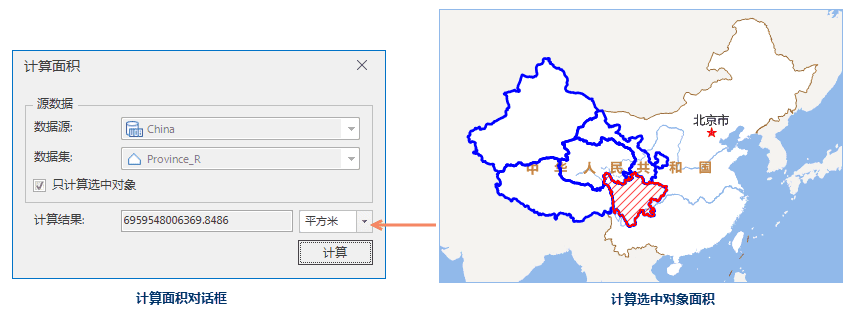 计算面积
源数据
数据源:
China
数据集:
Province_R
只计算选中对象
计算结果:
6959548006369.8486
平方米
计算
计算面积对话框
北京市
中华人民共和国
计算选中对象面积